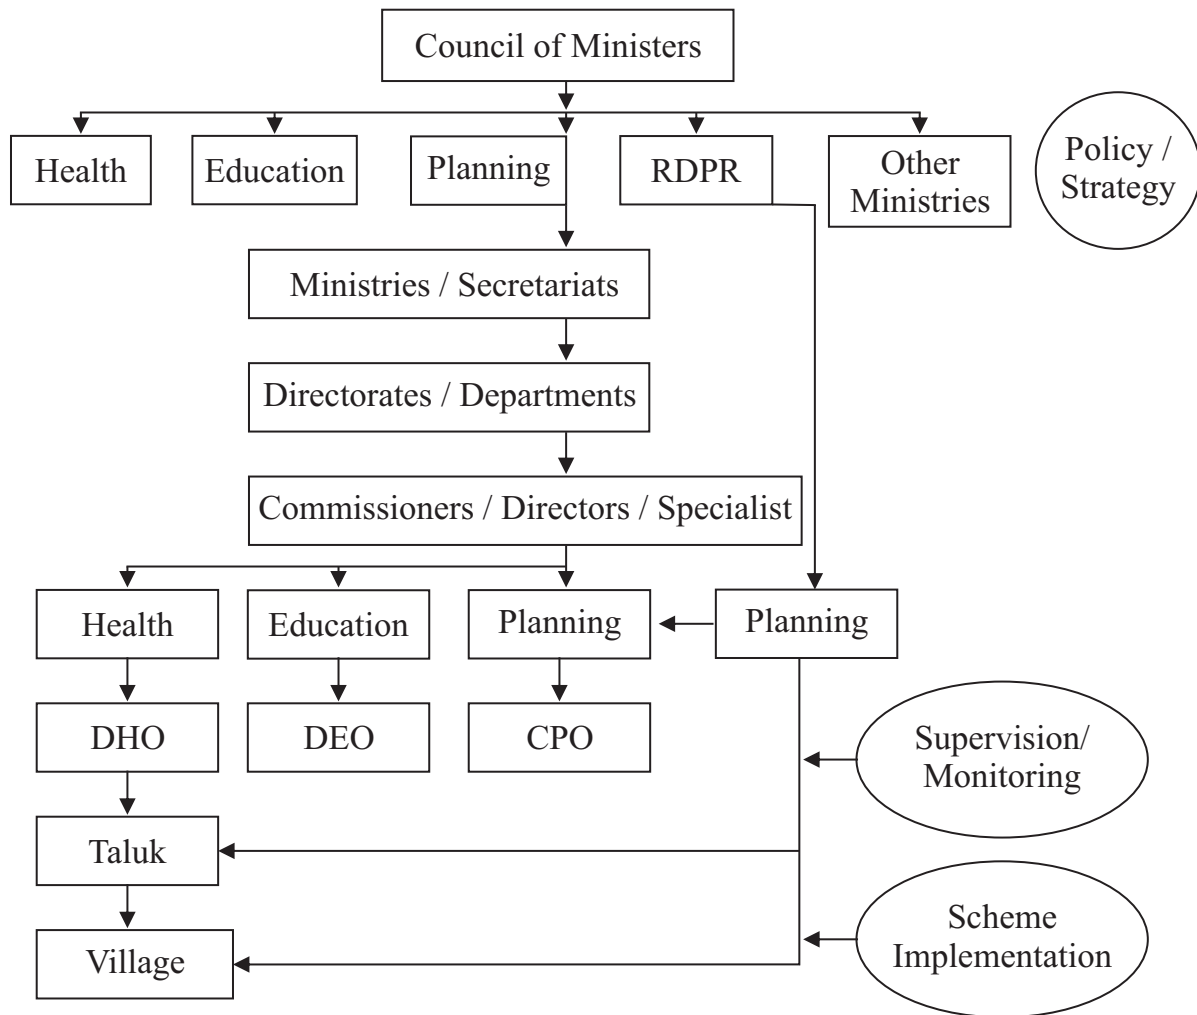 Council of Ministers
Health
Education
Planning
RDPR
Other
Ministries
Policy /
Strategy
Ministries / Secretariats
Directorates / Departments
Commissioners / Directors / Specialist
Health
Education
Planning
Planning
DHO
DEO
CPO
Supervision/
Monitoring
Taluk
Scheme
Implementation
Village